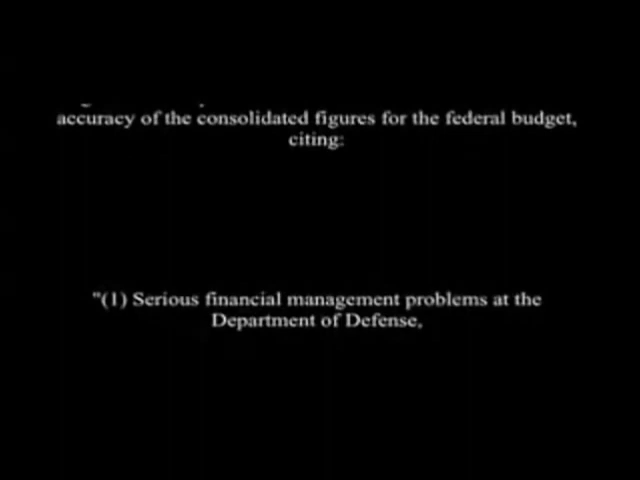 accuracy of the consolidated figures for the federal budget,
citing:
"(1) Serious financial management problems at the
Department of Defense,